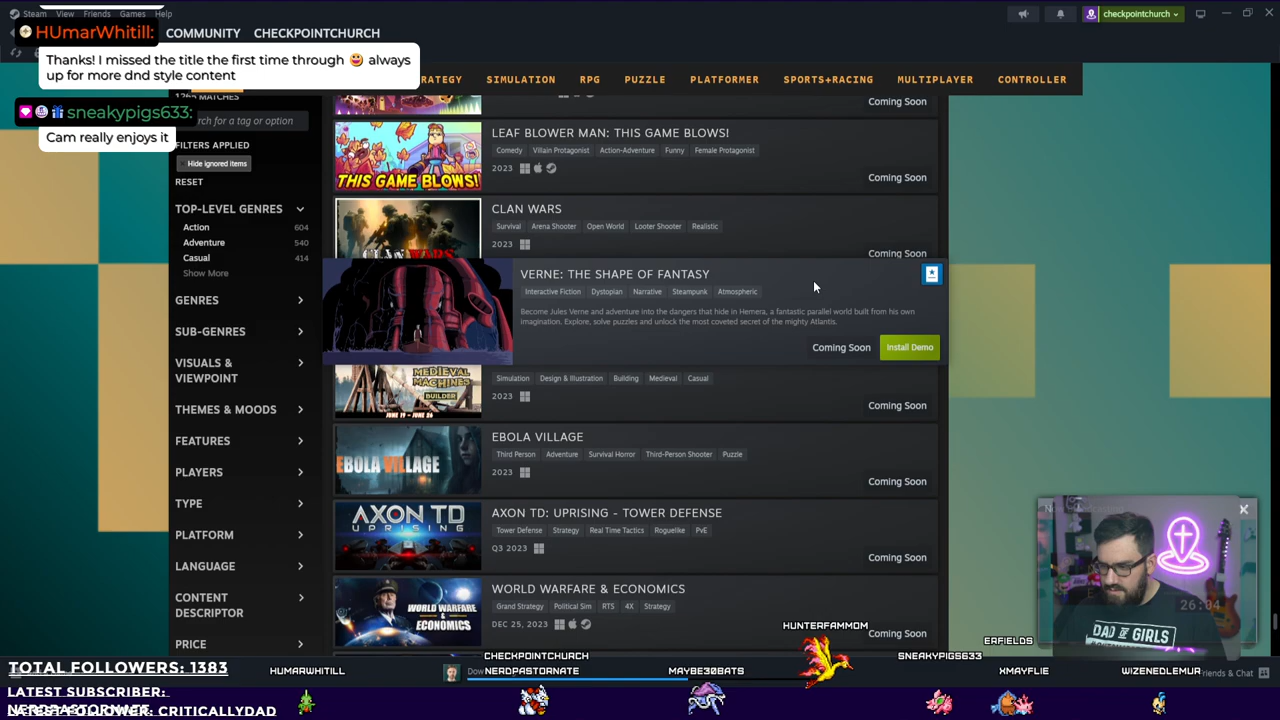 Steam View Friends Games Help
checkpointchurch
HUmarWhitill:
COMMUNITY CHECKPOINTCHURCH
Thanks! I missed the title the first time through 😃 always
up for more dnd style content
sneakypigs633:
Cam really enjoys it
SIMULATION RPG PUZZLE PLATFORMER SPORTS+RACING MULTIPLAYER CONTROLLER
for a tag or option
FILTERS APPLIED
Hide ignored items
RESET
TOP-LEVEL GENRES
Action 604
Adventure 540
Casual 414
Show More
GENRES
SUB-GENRES
VISUALS &
VIEWPOINT
THEMES & MOODS
FEATURES
PLAYERS
TYPE
PLATFORM
LANGUAGE
CONTENT
DESCRIPTOR
PRICE
Coming Soon
THIS GAME BLOWS!
LEAF BLOWER MAN: THIS GAME BLOWS!
Comedy Villain Protagonist Action-Adventure Funny Female Protagonist
2023
Coming Soon
CLAN WARS
Survival Arena Shooter Open World Looter Shooter Realistic
2023
Coming Soon
VERNE: THE SHAPE OF FANTASY
Interactive Fiction Dystopian Narrative Steampunk Atmospheric
Become Jules Verne and adventure into the dangers that hide in Hemera, a fantastic parallel world built from his own
imagination. Explore, solve puzzles and unlock the most coveted secret of the mighty Atlantis.
Coming Soon Install Demo
MEDIEVAL
MACHINES
BUILDER
JUNE 19 - JUNE 26
Simulation Design & Illustration Building Medieval Casual
2023
Coming Soon
EBOLA VILLAGE
EBOLA VILLAGE
Third Person Adventure Survival Horror Third-Person Shooter Puzzle
2023
Coming Soon
AXON TD
UPRISING
AXON TD: UPRISING - TOWER DEFENSE
Tower Defense Strategy Real Time Tactics Roguelike PvE
Q3 2023
Coming Soon
WORLD WARFARE
& ECONOMICS
WORLD WARFARE & ECONOMICS
Grand Strategy Political Sim RTS 4X Strategy
DEC 25, 2023
Coming Soon
26:04
DAD OF GIRLS
TOTAL FOLLOWERS: 1383
LATEST SUBSCRIBER:
NERDPASTORNATE
LATEST FOLLOWER: CRITICALLYDAD
HUMARWHITILL
CHECKPOINTCHURCH
NERDPASTORNATE
MAYBE30BATS
HUNTERFAMMOM
SNEAKYPIGS633
ERFIELDS
XMAYFLIE
WIZENEDLEMUR
Friends & Chat